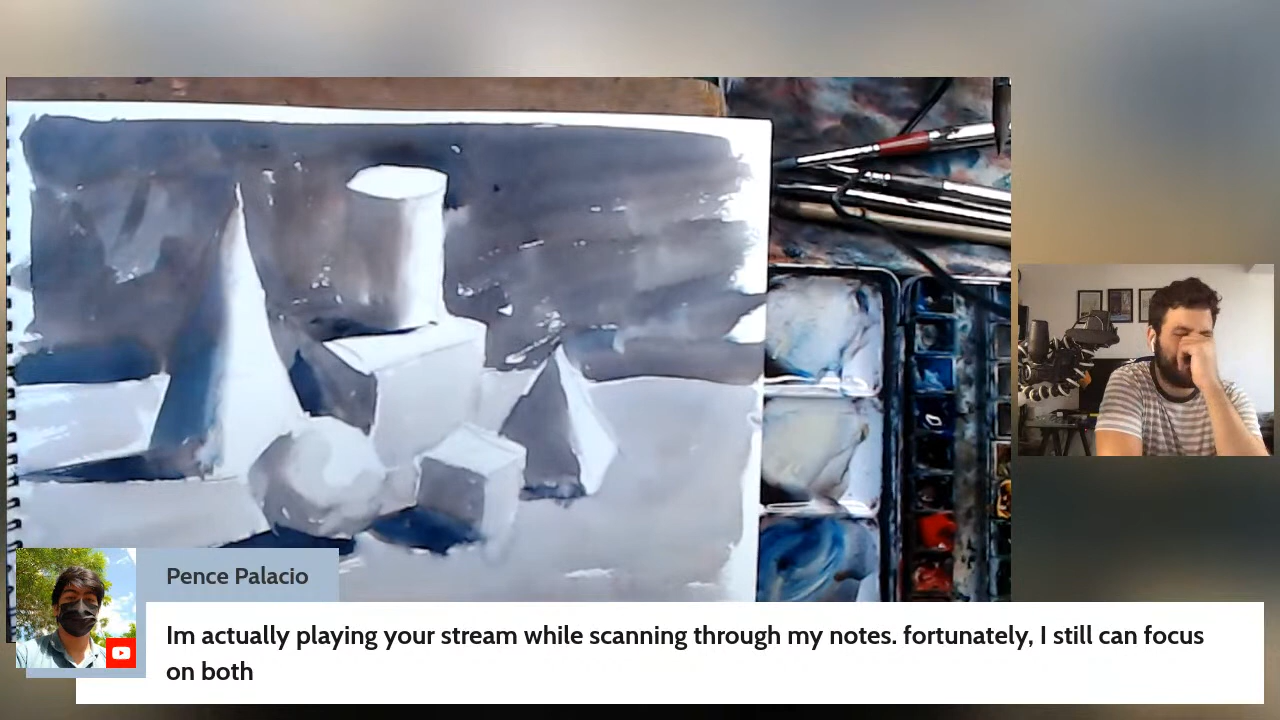 Pence Palacio
Im actually playing your stream while scanning through my notes. fortunately, I still can focus
on both